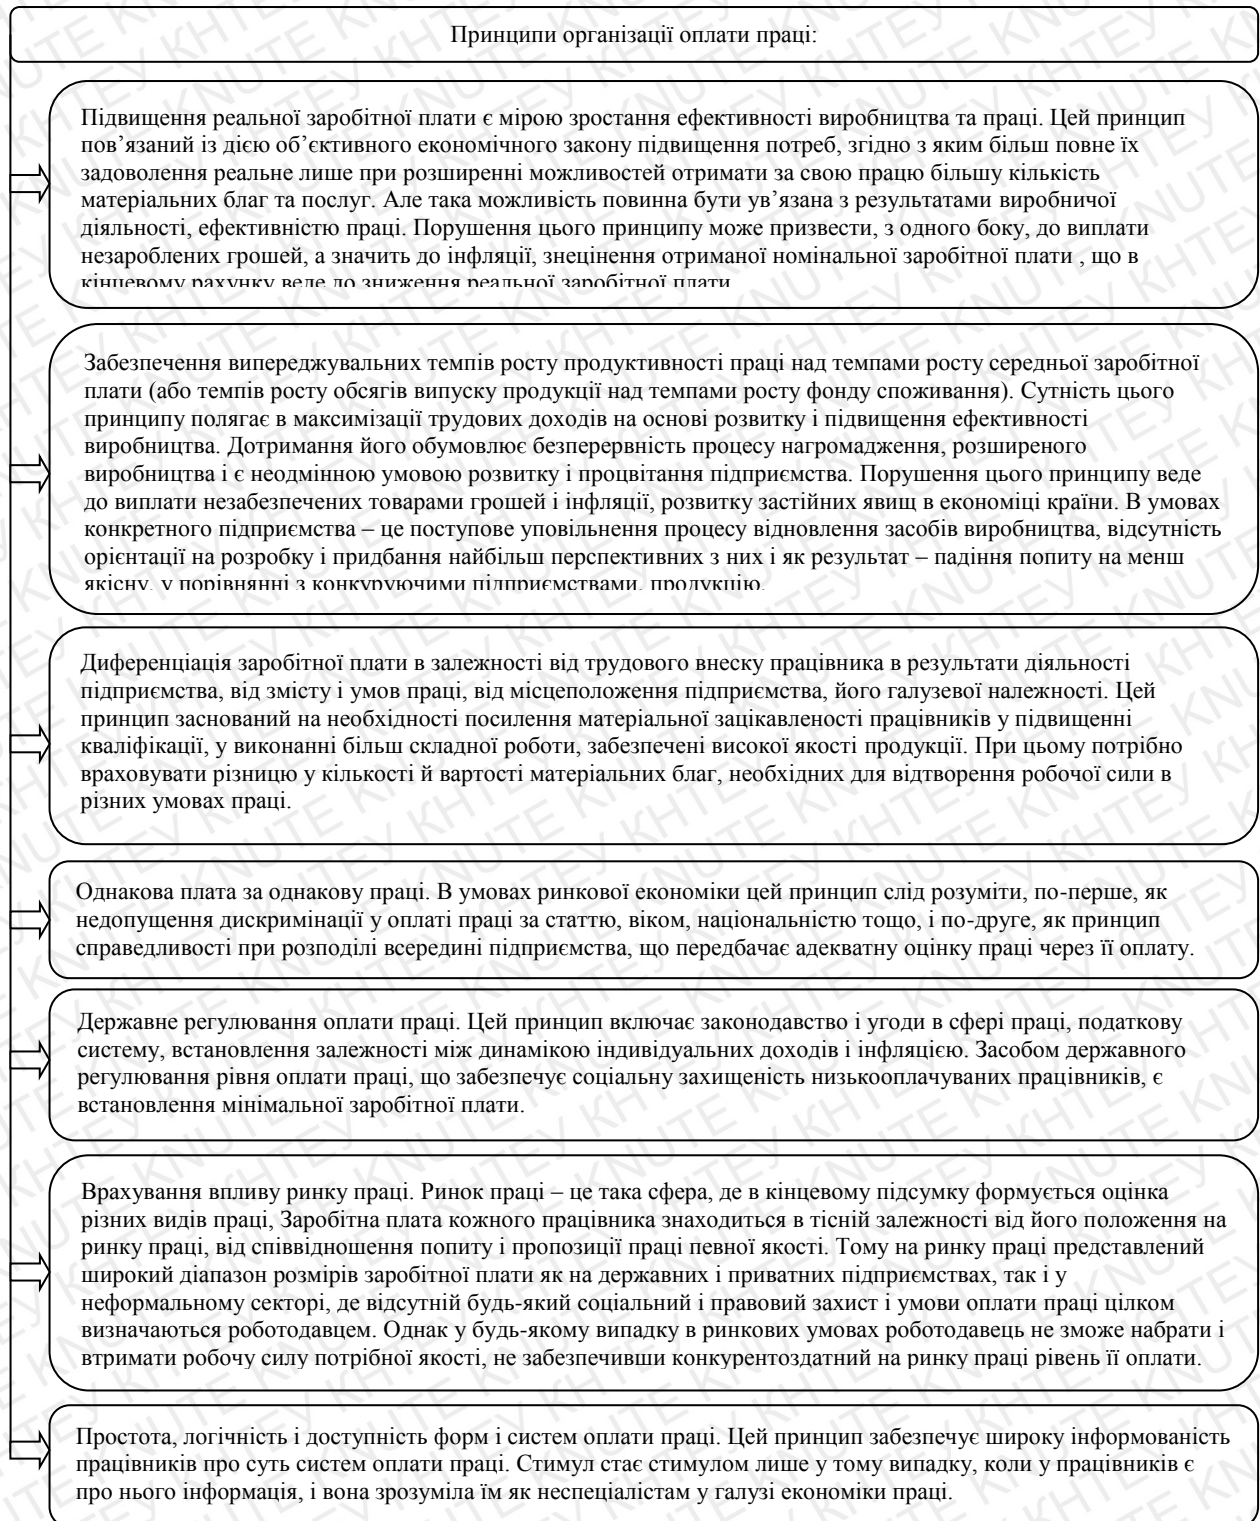 Принципи організації оплати праці:
Підвищення реальної заробітної плати є мірою зростання ефективності виробництва та праці. Цей принцип
пов’язаний із дією об’єктивного економічного закону підвищення потреб, згідно з яким більш повне їх
задоволення реальне лише при розширенні можливостей отримати за свою працю більшу кількість
матеріальних благ та послуг. Але така можливість повинна бути ув’язана з результатами виробничої
діяльності, ефективністю праці. Порушення цього принципу може призвести, з одного боку, до виплати
незароблених грошей, а значить до інфляції, знецінення отриманої номінальної заробітної плати , що в
кінцевому рахунку веде до зниження реальної заробітної плати
Забезпечення випереджувальних темпів росту продуктивності праці над темпами росту середньої заробітної
плати (або темпів росту обсягів випуску продукції над темпами росту фонду споживання). Сутність цього
принципу полягає в максимізації трудових доходів на основі розвитку і підвищення ефективності
виробництва. Дотримання його обумовлює безперервність процесу нагромадження, розширеного
виробництва і є неодмінною умовою розвитку і процвітання підприємства. Порушення цього принципу веде
до виплати незабезпечених товарами грошей і інфляції, розвитку застійних явищ в економіці країни. В умовах
конкретного підприємства – це поступове уповільнення процесу відновлення засобів виробництва, відсутність
орієнтації на розробку і придбання найбільш перспективних з них і як результат – падіння попиту на менш
якісну, у порівнянні з конкуруючими підприємствами, продукцію.
Диференціація заробітної плати в залежності від трудового внеску працівника в результати діяльності
підприємства, від змісту і умов праці, від місцеположення підприємства, його галузевої належності. Цей
принцип заснований на необхідності посилення матеріальної зацікавленості працівників у підвищенні
кваліфікації, у виконанні більш складної роботи, забезпечені високої якості продукції. При цьому потрібно
враховувати різницю у кількості й вартості матеріальних благ, необхідних для відтворення робочої сили в
різних умовах праці.
Однакова плата за однакову праці. В умовах ринкової економіки цей принцип слід розуміти, по-перше, як
недопущення дискримінації у оплаті праці за статтю, віком, національністю тощо, і по-друге, як принцип
справедливості при розподілі всередині підприємства, що передбачає адекватну оцінку праці через її оплату.
Державне регулювання оплати праці. Цей принцип включає законодавство і угоди в сфері праці, податкову
систему, встановлення залежності між динамікою індивідуальних доходів і інфляцією. Засобом державного
регулювання рівня оплати праці, що забезпечує соціальну захищеність низькооплачуваних працівників, є
встановлення мінімальної заробітної плати.
Врахування впливу ринку праці. Ринок праці – це така сфера, де в кінцевому підсумку формується оцінка
різних видів праці, Заробітна плата кожного працівника знаходиться в тісній залежності від його положення на
ринку праці, від співвідношення попиту і пропозиції праці певної якості. Тому на ринку праці представлений
широкий діапазон розмірів заробітної плати як на державних і приватних підприємствах, так і у
неформальному секторі, де відсутній будь-який соціальний і правовий захист і умови оплати праці цілком
визначаються роботодавцем. Однак у будь-якому випадку в ринкових умовах роботодавець не зможе набрати і
втримати робочу силу потрібної якості, не забезпечивши конкурентоздатний на ринку праці рівень її оплати.
Простота, логічність і доступність форм і систем оплати праці. Цей принцип забезпечує широку інформованість
працівників про суть систем оплати праці. Стимул стає стимулом лише у тому випадку, коли у працівників є
про нього інформація, і вона зрозуміла їм як неспеціалістам у галузі економіки праці.